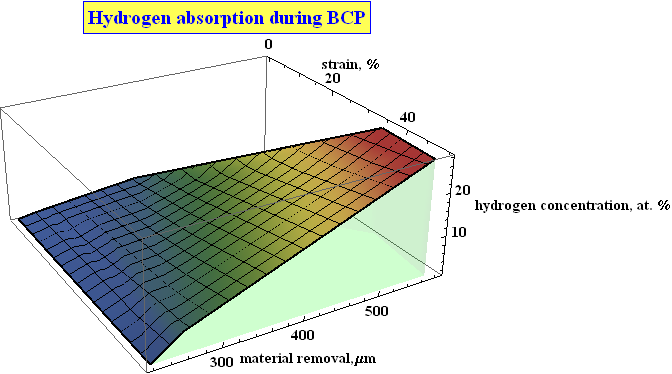 Hydrogen absorption during BCP
0
strain, %
20
40
20
hydrogen concentration, at. %
10
500
400
300
material removal,μm